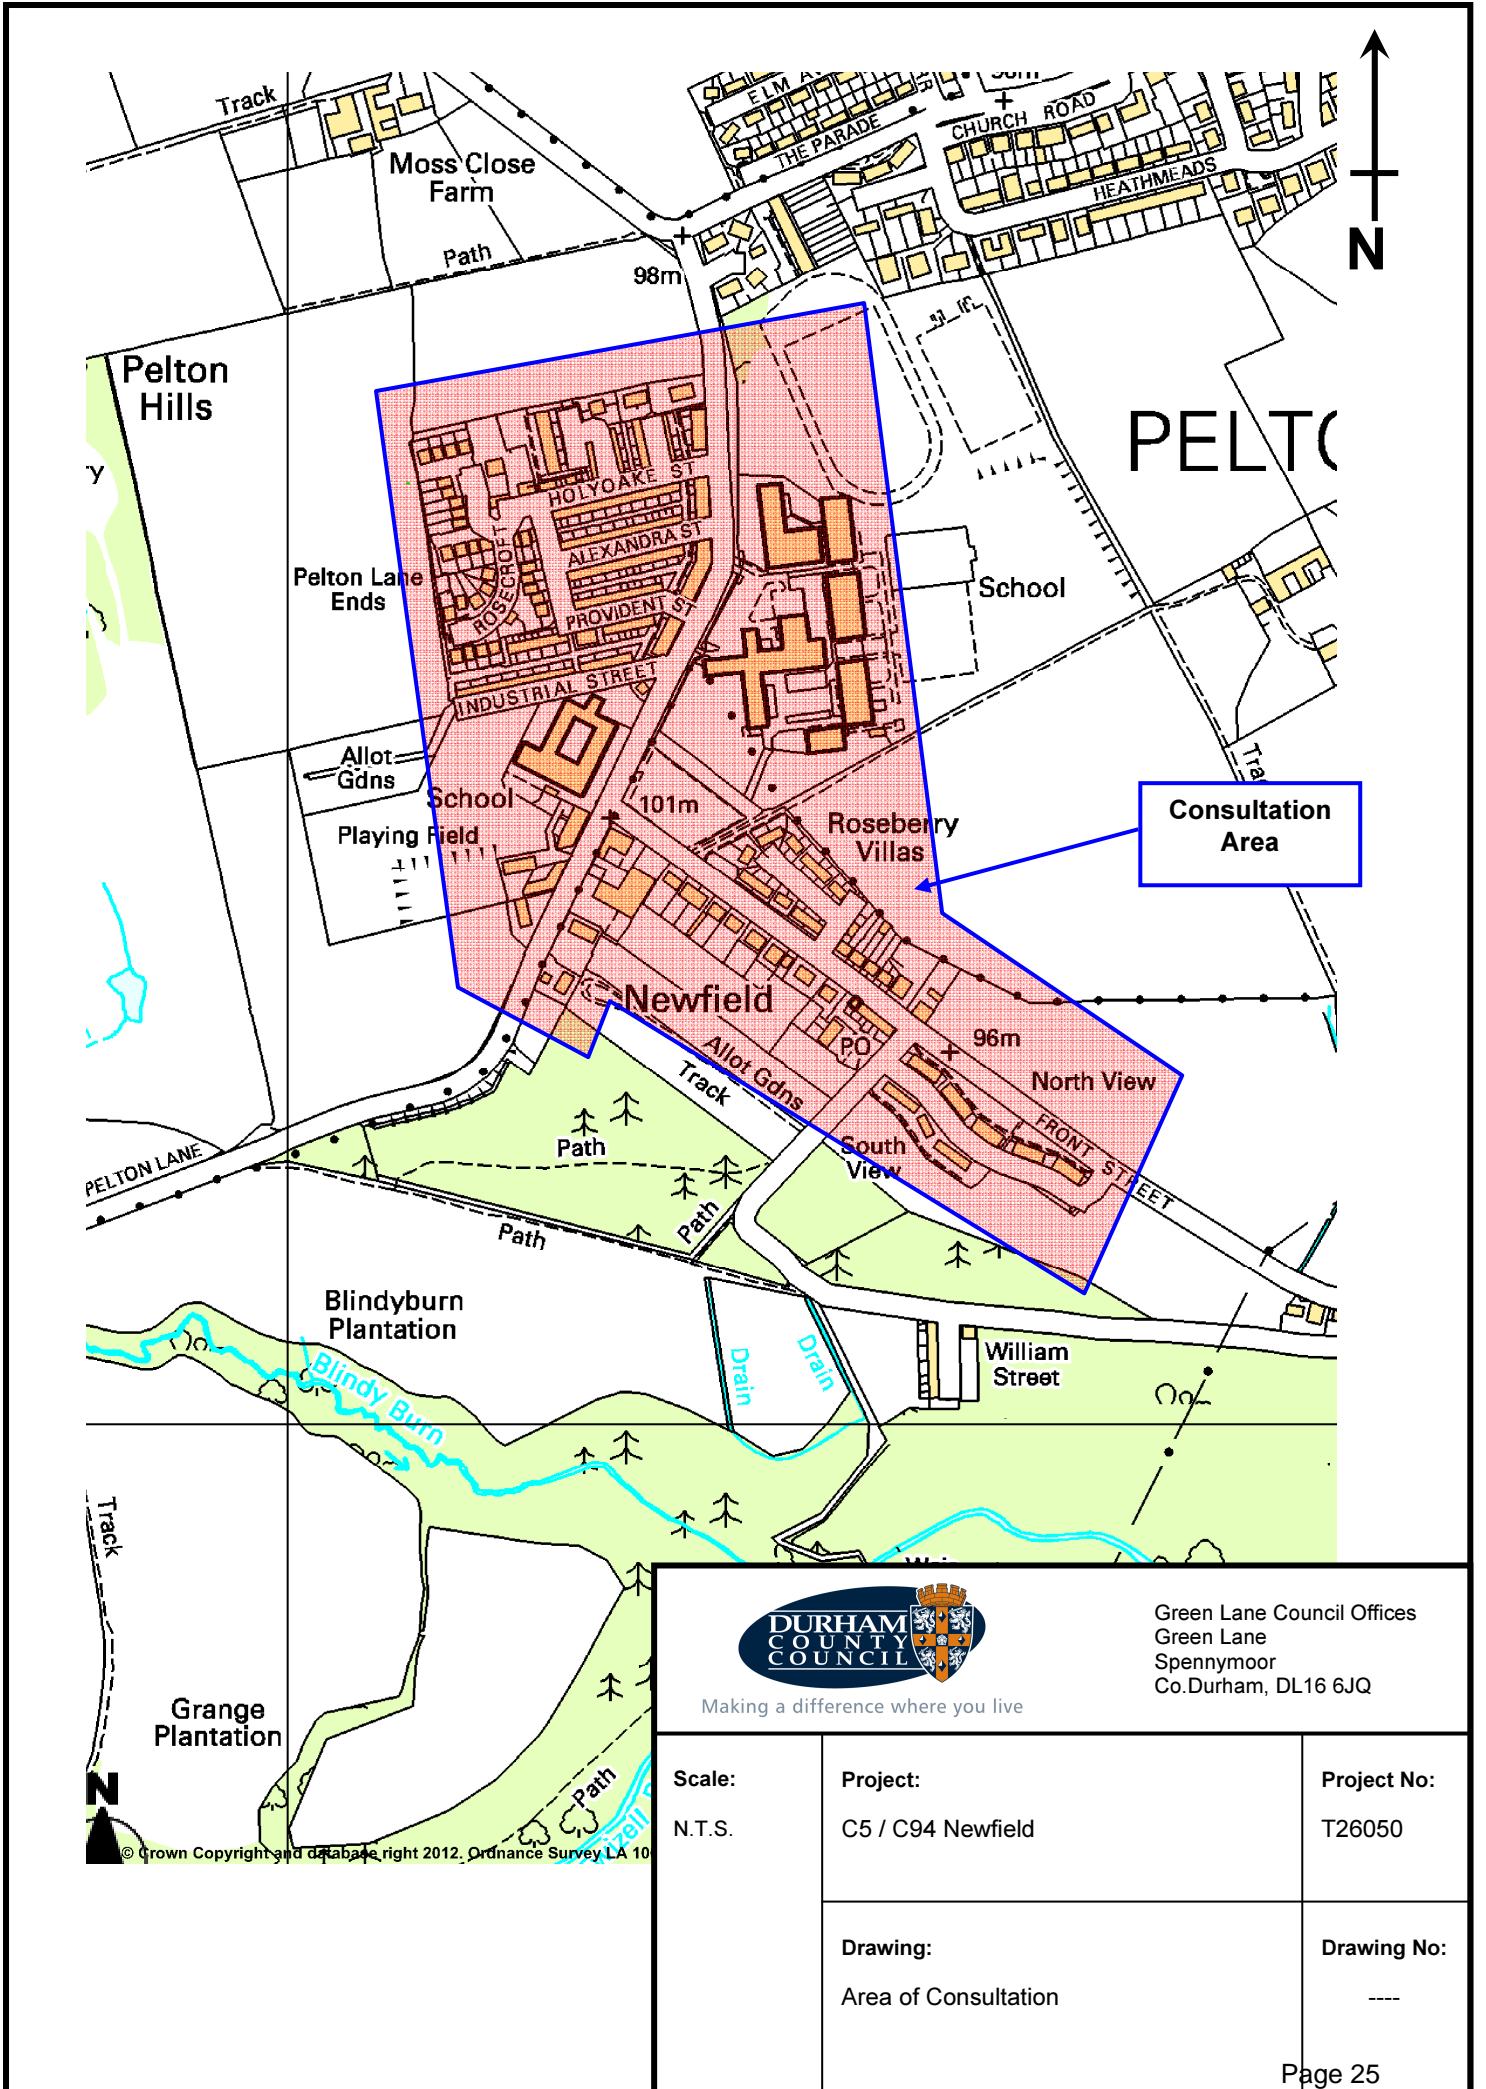 Track
ELM
THE PARADE
CHURCH ROAD
HEATHMEADS
Moss Close
Farm
Path
98m
N
Pelton
Hills
PELTO
HOLYOAKE ST
ALEXANDRA ST
ROSECROFT
PROVIDENT ST
INDUSTRIAL STREET
Pelton Lane
Ends
School
Allot
Gdns
School
Playing Field
101m
Roseberry
Villas
Consultation
Area
Newfield
PO
96m
North View
Allot Gdns
Track
South
View
FRONT STREET
PELTON LANE
Path
Path
Path
Blindyburn
Plantation
Blindy Burn
Drain
Drain
William
Street
Track
Grange
Plantation
Path
N
© Crown Copyright and database right 2012. Ordnance Survey LA 10
DURHAM
COUNTY
COUNCIL
Making a difference where you live
Green Lane Council Offices
Green Lane
Spennymoor
Co.Durham, DL16 6JQ
Scale:
N.T.S.
Project:
C5 / C94 Newfield
Project No:
T26050
Drawing:
Area of Consultation
Drawing No:
----
Page 25